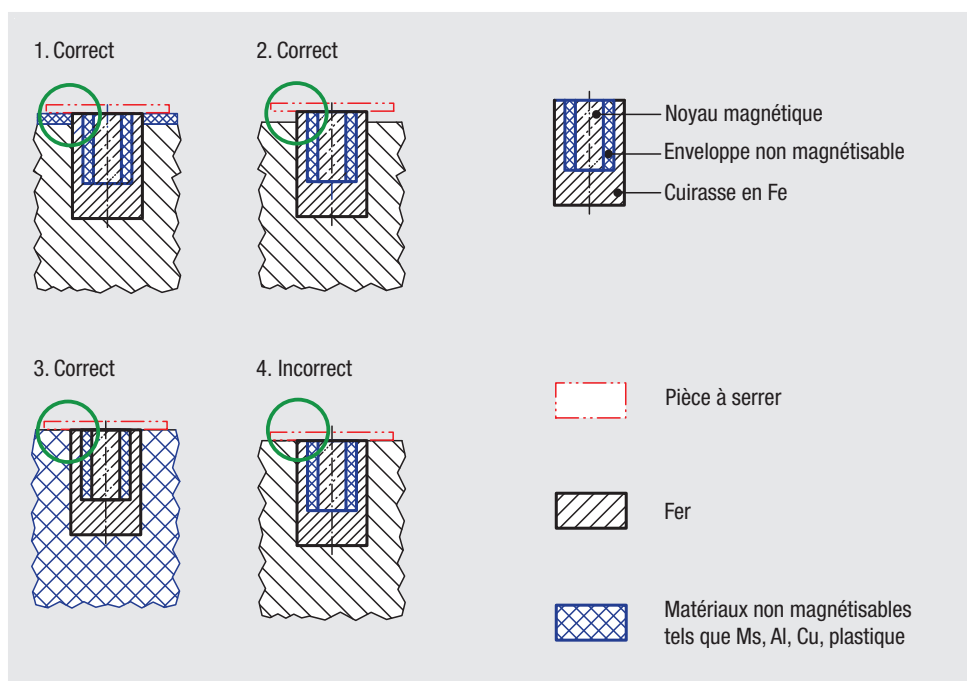 1. Correct
2. Correct
Noyau magnétique
Enveloppe non magnétisable
Cuirasse en Fe
3. Correct
4. Incorrect
Pièce à serrer
Fer
Matériaux non magnétisables
tels que Ms, Al, Cu, plastique